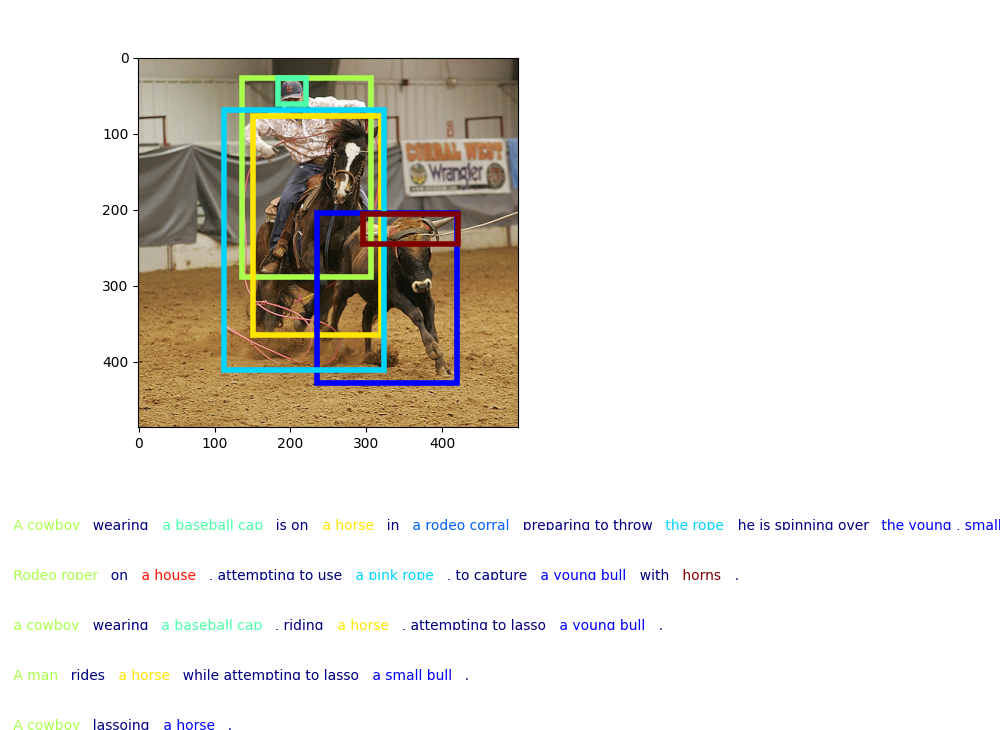 0
100
CORRAL WEST
Wrangler
200
300
400
0 100 200 300 400
A cowboy wearing a baseball cap is on a horse in a rodeo corral preparing to throw the rope he is spinning over the young , small
Rodeo roper on a house , attempting to use a pink rope , to capture a young bull with horns .
a cowboy wearing a baseball cap , riding a horse , attempting to lasso a young bull .
A man rides a horse while attempting to lasso a small bull .
A cowboy lassoing a horse .